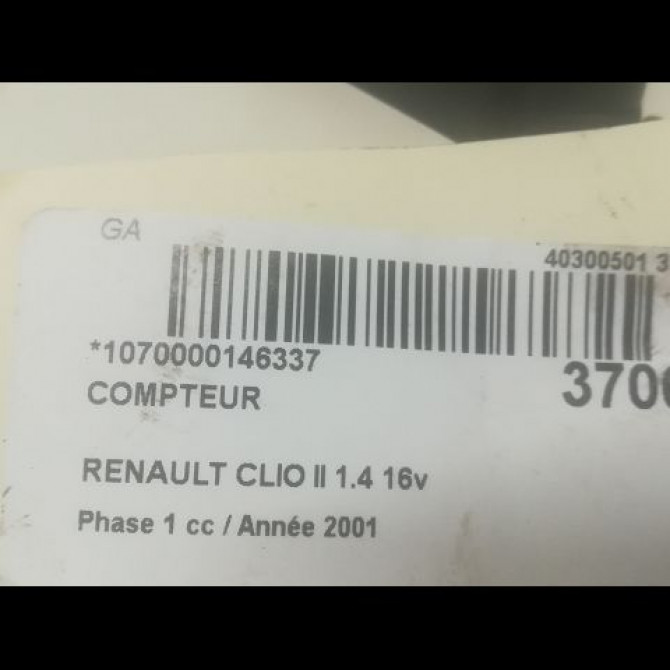 GA
40300501 3
*1070000146337
370
COMPTEUR
RENAULT CLIO II 1.4 16v
Phase 1 cc / Année 2001